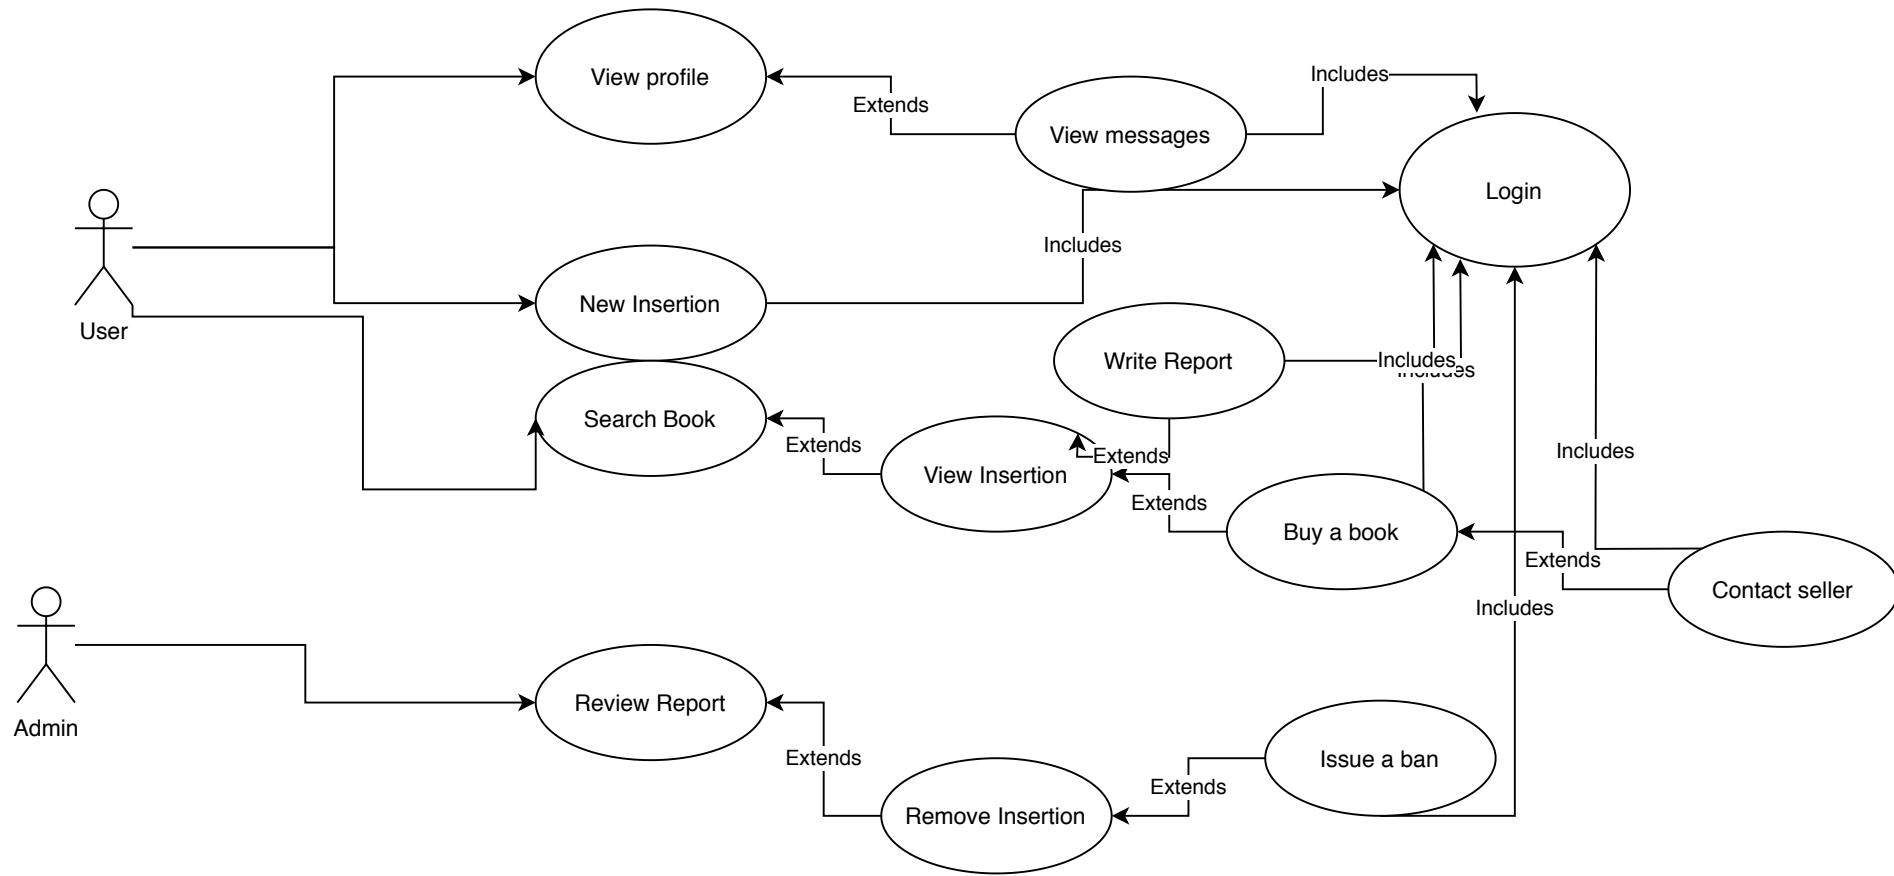 View profile
Includes
Extends
View messages
Login
Includes
New Insertion
User
Write Report
Includes
Includes
Search Book
Extends
Extends
View Insertion
Includes
Extends
Buy a book
Extends
Contact seller
Includes
Review Report
Admin
Extends
Issue a ban
Extends
Remove Insertion